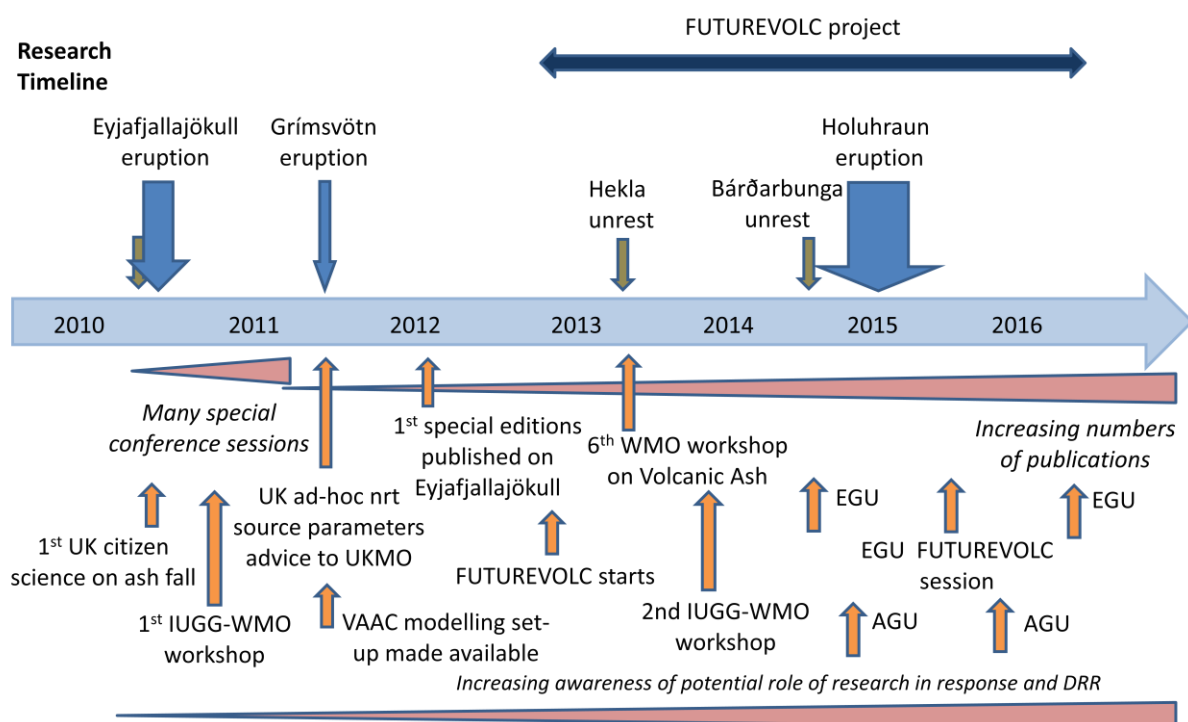 FUTUREVOLC project
Research
Timeline
Eyjafjallajökull
eruption
Grímsvötn
eruption
Holuhraun
eruption
Hekla
unrest
Bárðarbunga
unrest
2010
2011
2012
2013
2014
2015
2016
Many special
conference sessions
1st special editions
published on
Eyjafjallajökull
6th WMO workshop
on Volcanic Ash
Increasing numbers
of publications
UK ad-hoc nrt
source parameters
advice to UKMO
EGU
EGU
1st UK citizen
science on ash fall
FUTUREVOLC starts
EGU FUTUREVOLC
session
1st IUGG-WMO
workshop
VAAC modelling set-
up made available
2nd IUGG-WMO
workshop
AGU
AGU
Increasing awareness of potential role of research in response and DRR